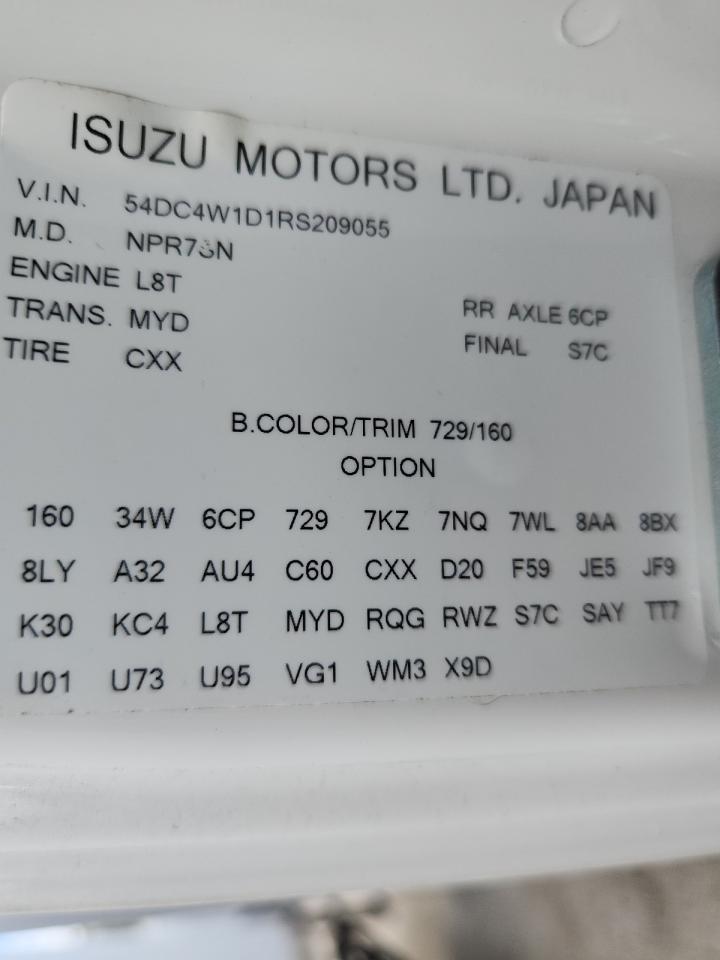 ISUZU MOTORS LTD. JAPAN
V.I.N. 54DC4W1D1RS209055
M.D.
ENGINE L8T
TRANS. MYD RR AXLE 6CP
TIRE CXX FINAL S7C
B.COLOR/TRIM 729/160
OPTION
160 34W 6CP 729 7KZ 7NQ 7WL 8AA 8BX
8LY A32 AU4 C60 CXX D20 F59 JE5 JF9
K30 KC4 L8T MYD RQG RWZ S7C SAY TT7
U01 U73 U95 VG1 WM3 X9D